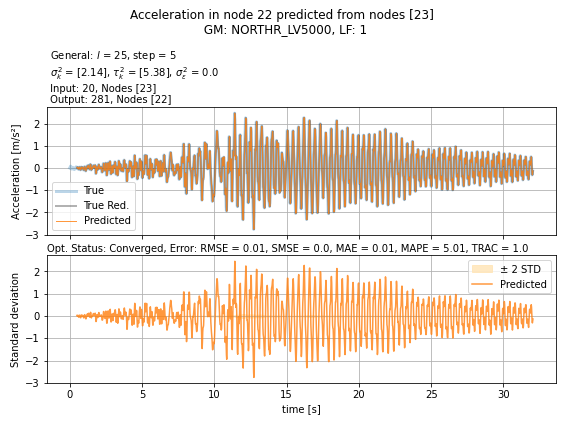 Acceleration in node 22 predicted from nodes [23]
GM: NORTHR_LV5000, LF: 1
General: l = 25, step = 5
σ²ₖ = [2.14], τ²ₖ = [5.38], σ²ε = 0.0
Input: 20, Nodes [23]
Output: 281, Nodes [22]
Acceleration [m/s²]
2
1
0
−1
−2
−3
True
True Red.
Predicted
Opt. Status: Converged, Error: RMSE = 0.01, SMSE = 0.0, MAE = 0.01, MAPE = 5.01, TRAC = 1.0
Standard deviation
2
1
0
−1
−2
−3
± 2 STD
Predicted
0 5 10 15 20 25 30
time [s]